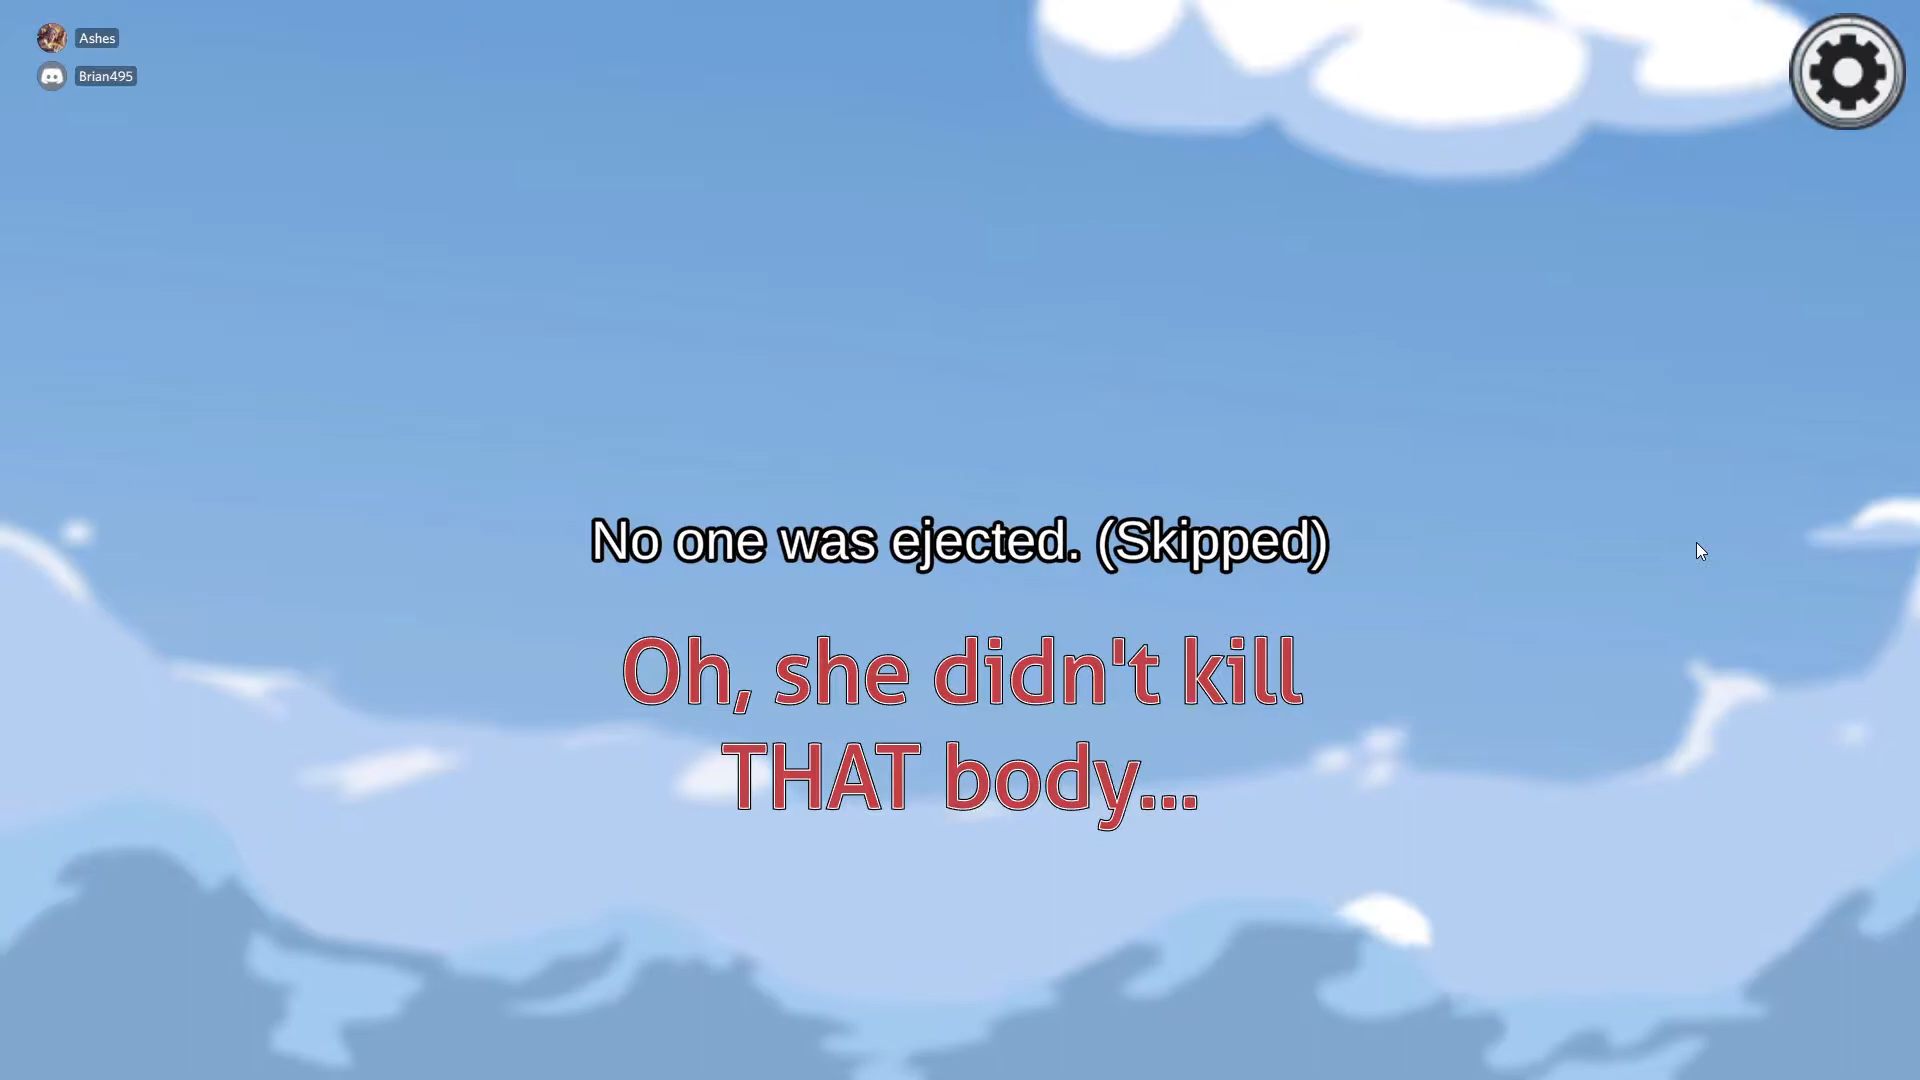 Ashes
Brian495
No one was ejected. (Skipped)
Oh, she didn't kill
THAT body...